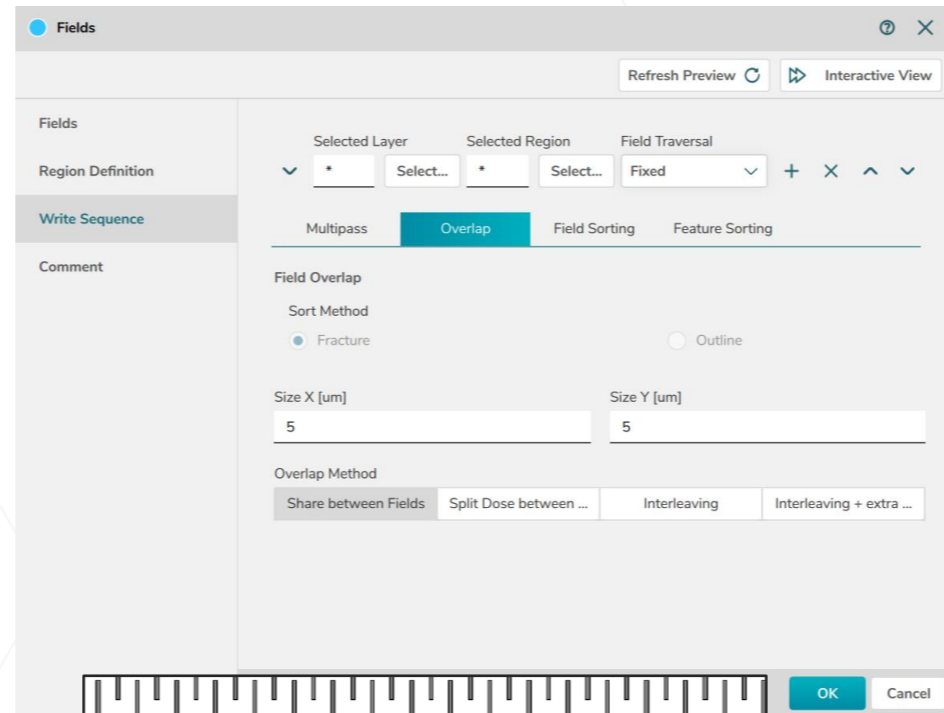 Fields
Refresh Preview
Interactive View
Fields
Region Definition
Write Sequence
Comment
Selected Layer Selected Region Field Traversal
* Select... * Select... Fixed
Multipass Overlap Field Sorting Feature Sorting
Field Overlap
Sort Method
Fracture Outline
Size X [um] Size Y [um]
5 5
Overlap Method
Share between Fields Split Dose between ... Interleaving Interleaving + extra ...
OK Cancel